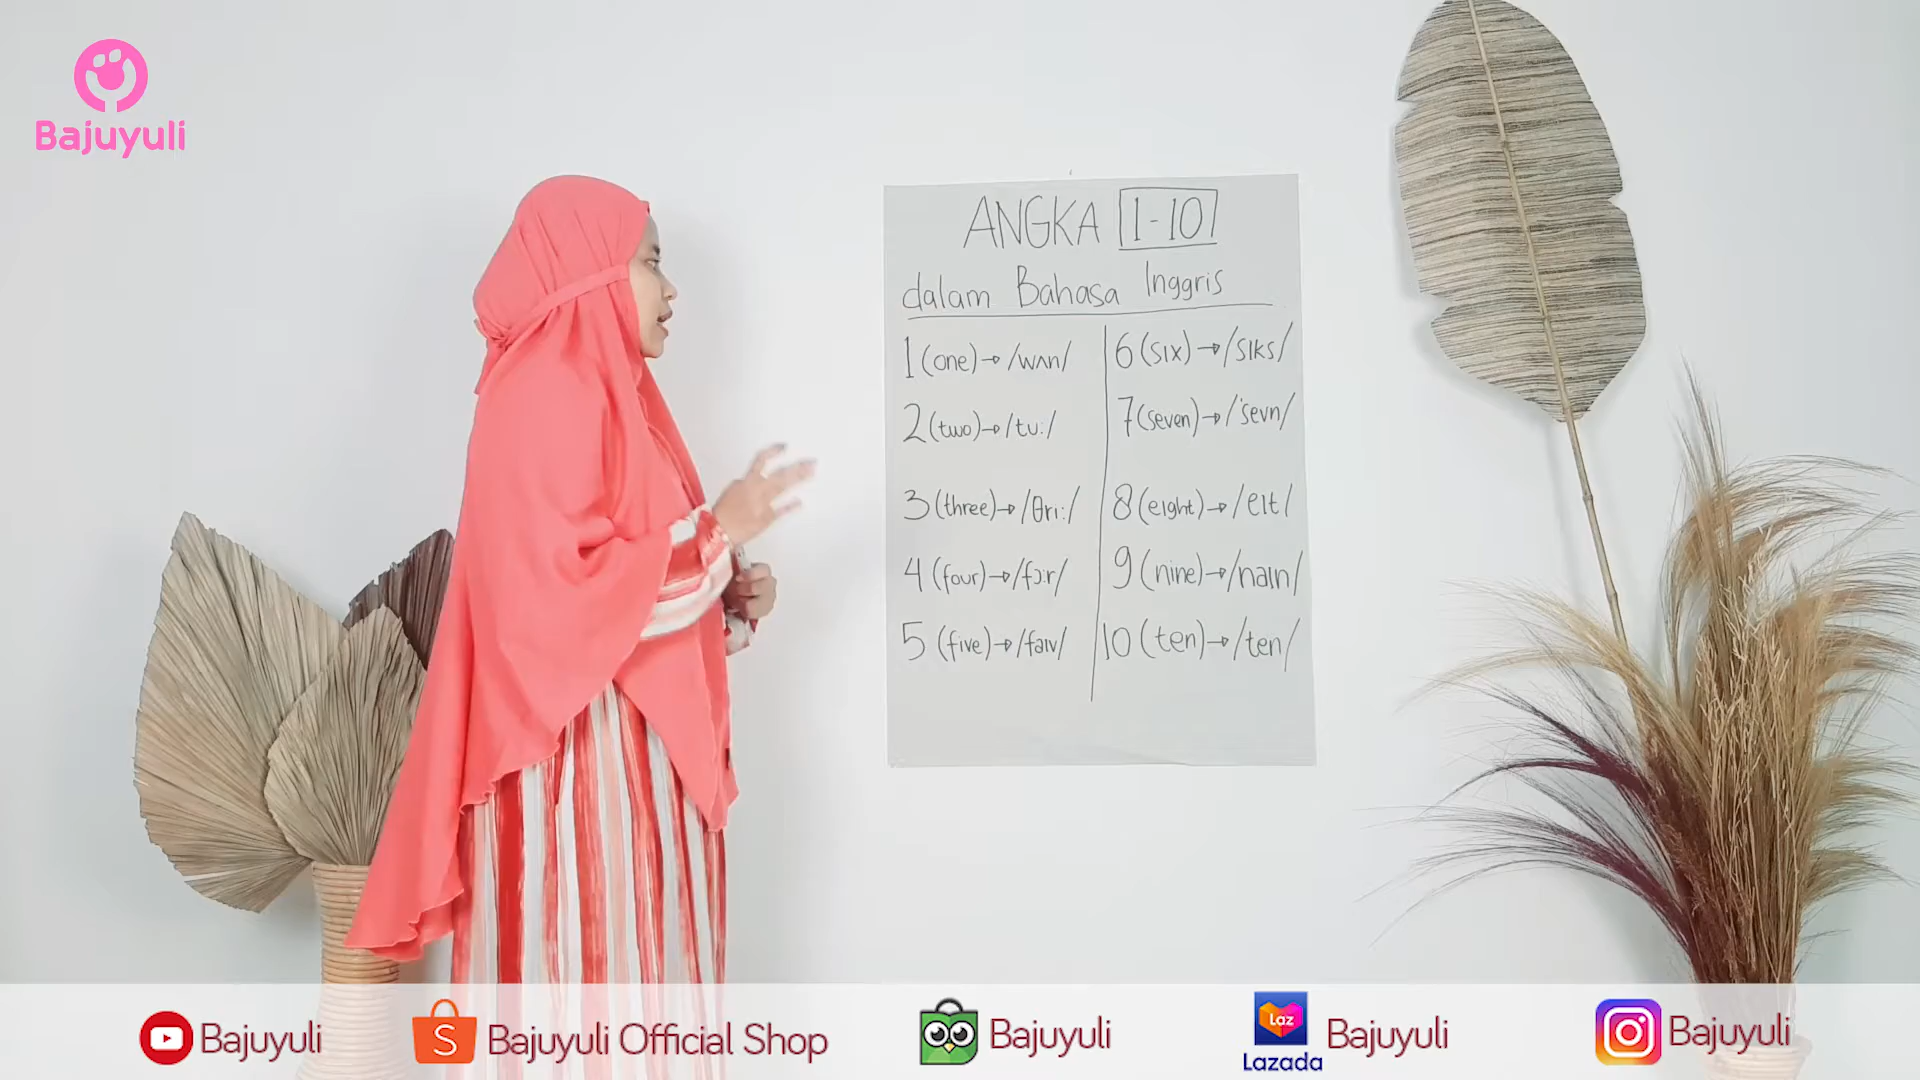 Bajuyuli
ANGKA 1-10
dalam Bahasa Inggris
1 (one) → /wʌn/
2 (two) → /tu:/
3 (three) → /θri:/
4 (four) → /fɔ:r/
5 (five) → /faɪv/
6 (six) → /sɪks/
7 (seven) → /ˈsevn/
8 (eight) → /eɪt/
9 (nine) → /naɪn/
10 (ten) → /ten/
Bajuyuli
Bajuyuli Official Shop
Bajuyuli
Laz
Lazada
Bajuyuli
Bajuyuli